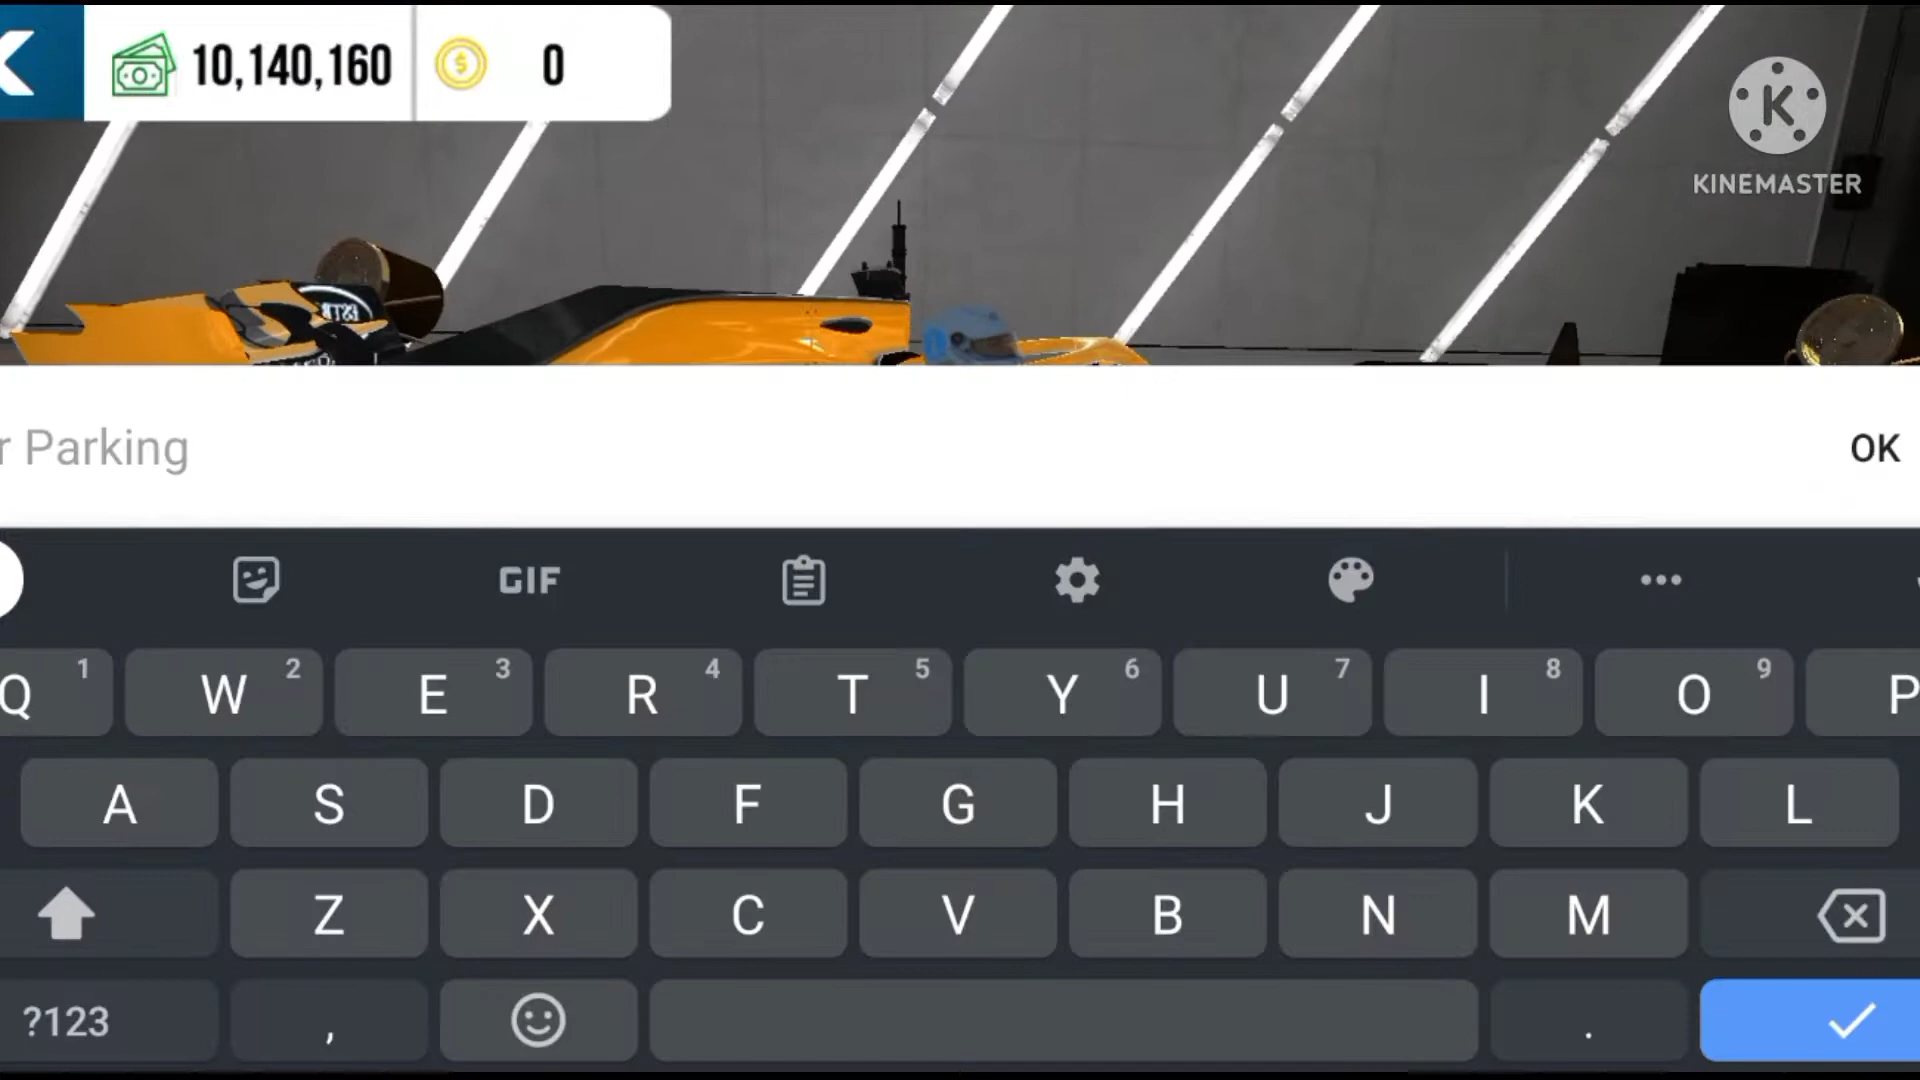 10,140,160 0
K
KINEMASTER
r Parking
OK
GIF
Q 1 W 2 E 3 R 4 T 5 Y 6 U 7 I 8 O 9 P
A S D F G H J K L
Z X C V B N M
?123 , .